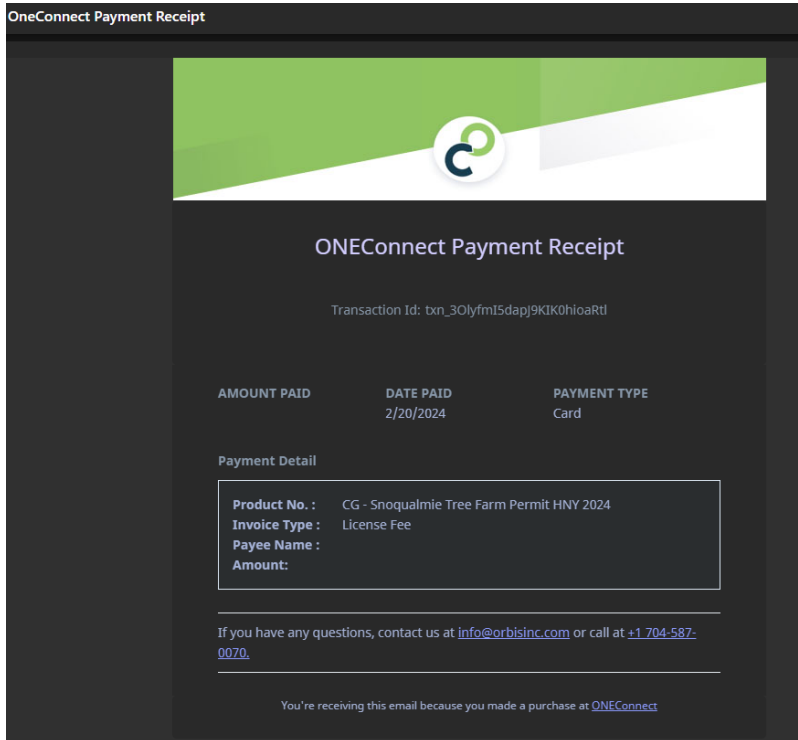 OneConnect Payment Receipt
ONEConnect Payment Receipt
Transaction Id: txn_3OlyfmI5dapJ9KIK0hioaRtl
AMOUNT PAID DATE PAID PAYMENT TYPE
2/20/2024 Card
Payment Detail
Product No. : CG - Snoqualmie Tree Farm Permit HNY 2024
Invoice Type : License Fee
Payee Name :
Amount:
If you have any questions, contact us at info@orbisinc.com or call at +1 704-587-
0070.
You're receiving this email because you made a purchase at ONEConnect